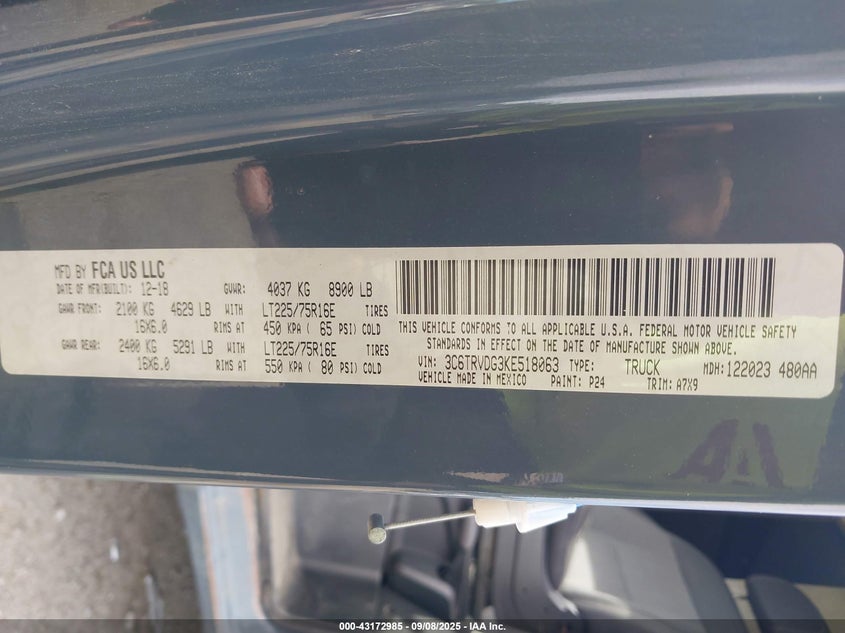 MFD BY FCA US LLC
DATE OF MFR(BUILT): 12-18 GVWR: 4037 KG 8900 LB
GAWR FRONT: 2100 KG 4629 LB WITH LT225/75R16E TIRES
16X6.0 RIMS AT 450 KPA ( 65 PSI) COLD
GAWR REAR: 2400 KG 5291 LB WITH LT225/75R16E TIRES
16X6.0 RIMS AT 550 KPA ( 80 PSI) COLD
THIS VEHICLE CONFORMS TO ALL APPLICABLE U.S.A. FEDERAL MOTOR VEHICLE SAFETY
STANDARDS IN EFFECT ON THE DATE OF MANUFACTURE SHOWN ABOVE.
VIN: 3C6TRVDG3KE518063 TYPE: TRUCK MDH: 122023 480AA
VEHICLE MADE IN MEXICO PAINT: P24 TRIM: A7X9
000-43172985 - 09/08/2025 - IAA Inc.